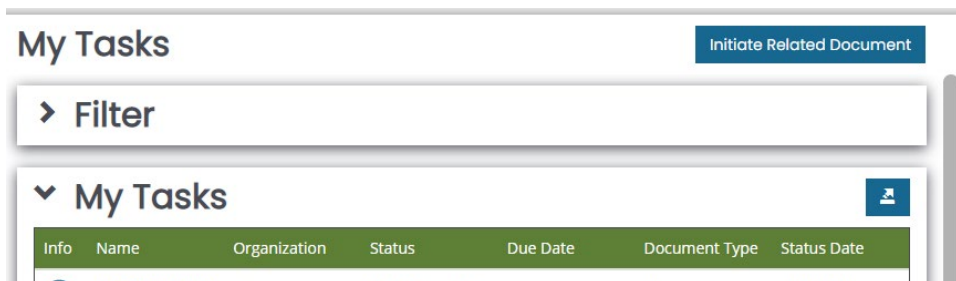 My Tasks
Initiate Related Document
Filter
My Tasks
Info Name Organization Status Due Date Document Type Status Date